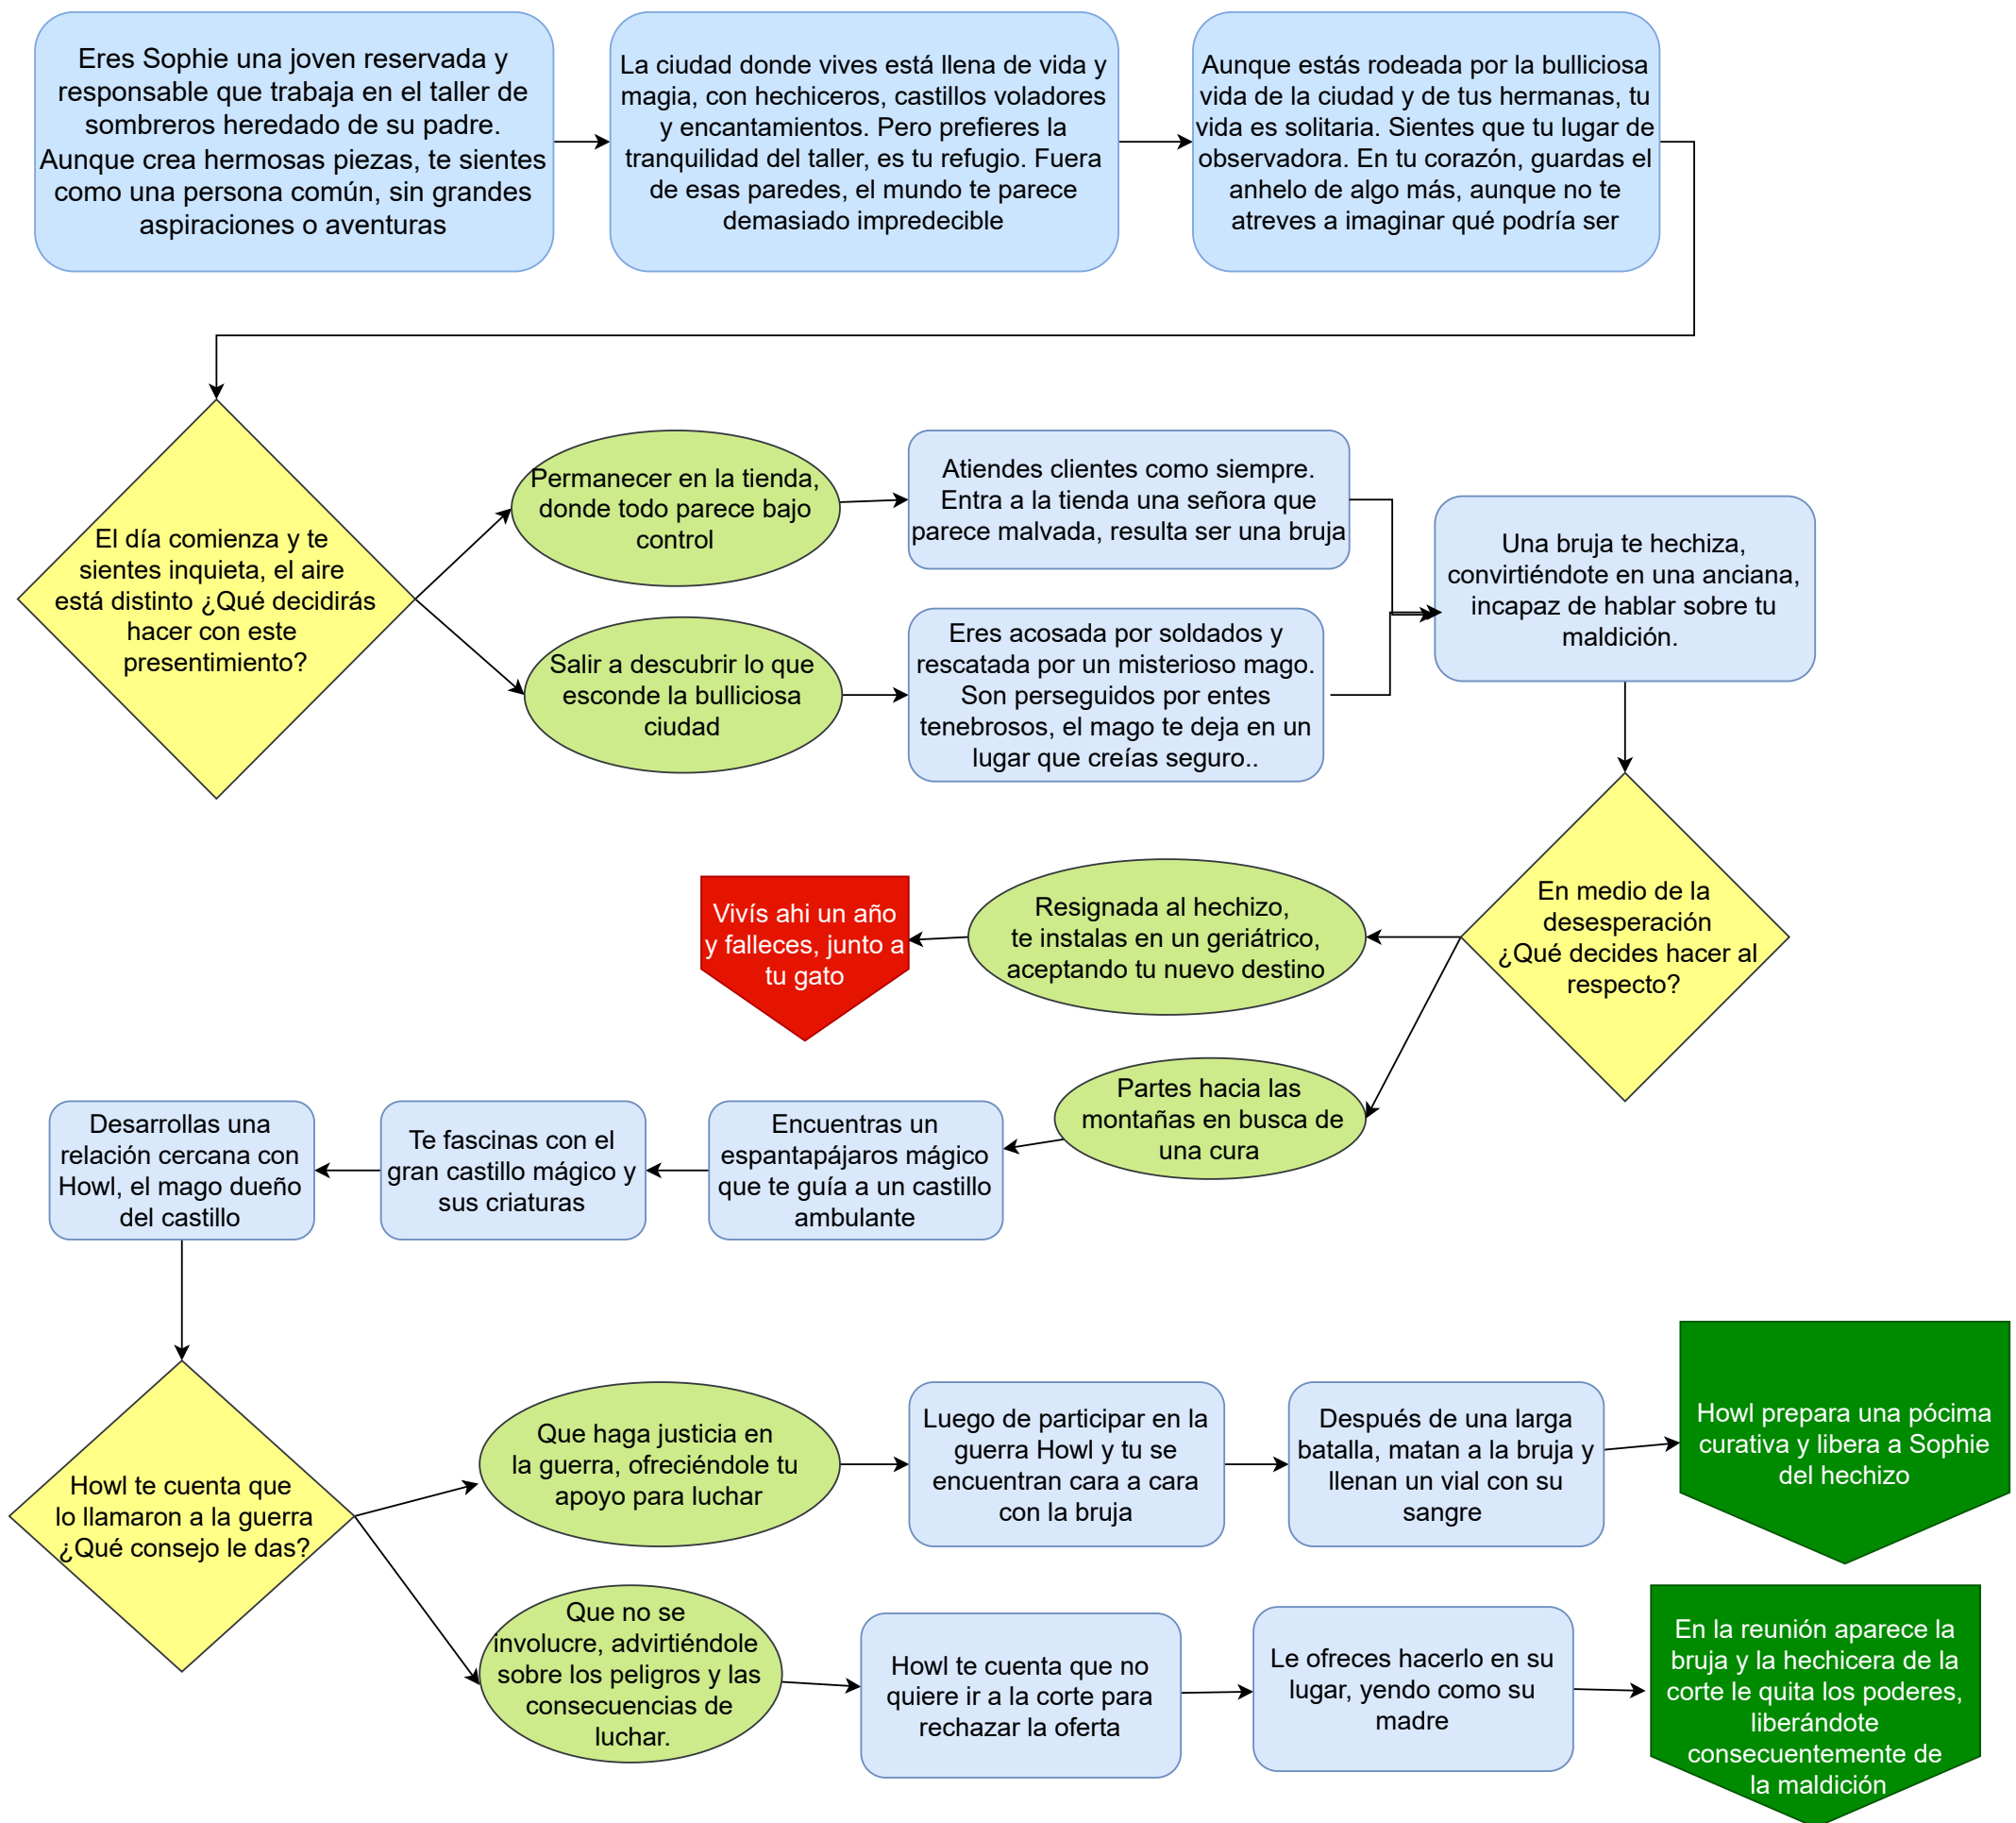 Eres Sophie una joven reservada y
responsable que trabaja en el taller de
sombreros heredado de su padre.
Aunque crea hermosas piezas, te sientes
como una persona común, sin grandes
aspiraciones o aventuras
La ciudad donde vives está llena de vida y
magia, con hechiceros, castillos voladores
y encantamientos. Pero prefieres la
tranquilidad del taller, es tu refugio. Fuera
de esas paredes, el mundo te parece
demasiado impredecible
Aunque estás rodeada por la bulliciosa
vida de la ciudad y de tus hermanas, tu
vida es solitaria. Sientes que tu lugar de
observadora. En tu corazón, guardas el
anhelo de algo más, aunque no te
atreves a imaginar qué podría ser
El día comienza y te
sientes inquieta, el aire
está distinto ¿Qué decidirás
hacer con este
presentimiento?
Permanecer en la tienda,
donde todo parece bajo
control
Atiendes clientes como siempre.
Entra a la tienda una señora que
parece malvada, resulta ser una bruja
Salir a descubrir lo que
esconde la bulliciosa
ciudad
Eres acosada por soldados y
rescatada por un misterioso mago.
Son perseguidos por entes
tenebrosos, el mago te deja en un
lugar que creías seguro..
Una bruja te hechiza,
convirtiéndote en una anciana,
incapaz de hablar sobre tu
maldición.
En medio de la
desesperación
¿Qué decides hacer al
respecto?
Resignada al hechizo,
te instalas en un geriátrico,
aceptando tu nuevo destino
Vivís ahi un año
y falleces, junto a
tu gato
Partes hacia las
montañas en busca de
una cura
Encuentras un
espantapájaros mágico
que te guía a un castillo
ambulante
Te fascinas con el
gran castillo mágico y
sus criaturas
Desarrollas una
relación cercana con
Howl, el mago dueño
del castillo
Howl te cuenta que
lo llamaron a la guerra
¿Qué consejo le das?
Que haga justicia en
la guerra, ofreciéndole tu
apoyo para luchar
Luego de participar en la
guerra Howl y tu se
encuentran cara a cara
con la bruja
Después de una larga
batalla, matan a la bruja y
llenan un vial con su
sangre
Howl prepara una pócima
curativa y libera a Sophie
del hechizo
Que no se
involucre, advirtiéndole
sobre los peligros y las
consecuencias de
luchar.
Howl te cuenta que no
quiere ir a la corte para
rechazar la oferta
Le ofreces hacerlo en su
lugar, yendo como su
madre
En la reunión aparece la
bruja y la hechicera de la
corte le quita los poderes,
liberándote
consecuentemente de
la maldición